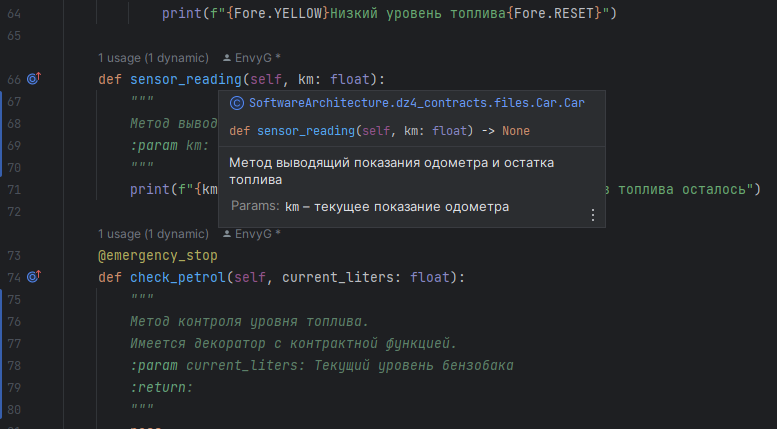 64 print(f"{Fore.YELLOW}Низкий уровень топлива{Fore.RESET}")
65
1 usage (1 dynamic) EnvyG *
66 def sensor_reading(self, km: float):
67 """
68 Метод вывод
69 :param km:
70 """
71 print(f"{km в топлива осталось")
72
SoftwareArchitecture.dz4_contracts.files.Car.Car
def sensor_reading(self, km: float) -> None
Метод выводящий показания одометра и остатка
топлива
Params: km – текущее показание одометра
1 usage (1 dynamic) EnvyG *
73 @emergency_stop
74 def check_petrol(self, current_liters: float):
75 """
76 Метод контроля уровня топлива.
77 Имеется декоратор с контрактной функцией.
78 :param current_liters: Текущий уровень бензобака
79 :return:
80 """
81